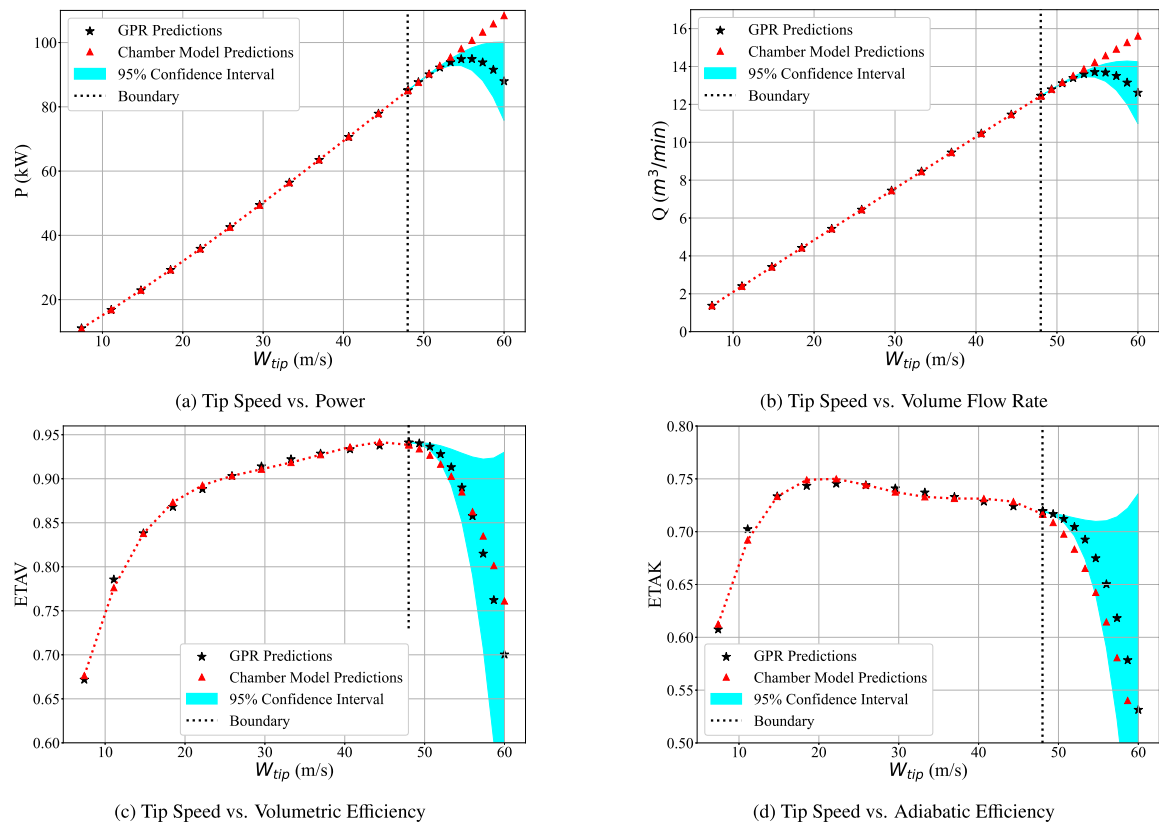 GPR Predictions
Chamber Model Predictions
95% Confidence Interval
Boundary
P (kW)
100
80
60
40
20
10 20 30 40 50 60
W_tip (m/s)
(a) Tip Speed vs. Power
GPR Predictions
Chamber Model Predictions
95% Confidence Interval
Boundary
Q (m³/min)
16
14
12
10
8
6
4
2
0
10 20 30 40 50 60
W_tip (m/s)
(b) Tip Speed vs. Volume Flow Rate
ETAV
0.95
0.90
0.85
0.80
0.75
0.70
0.65
0.60
GPR Predictions
Chamber Model Predictions
95% Confidence Interval
Boundary
10 20 30 40 50 60
W_tip (m/s)
(c) Tip Speed vs. Volumetric Efficiency
ETAK
0.80
0.75
0.70
0.65
0.60
0.55
0.50
GPR Predictions
Chamber Model Predictions
95% Confidence Interval
Boundary
10 20 30 40 50 60
W_tip (m/s)
(d) Tip Speed vs. Adiabatic Efficiency